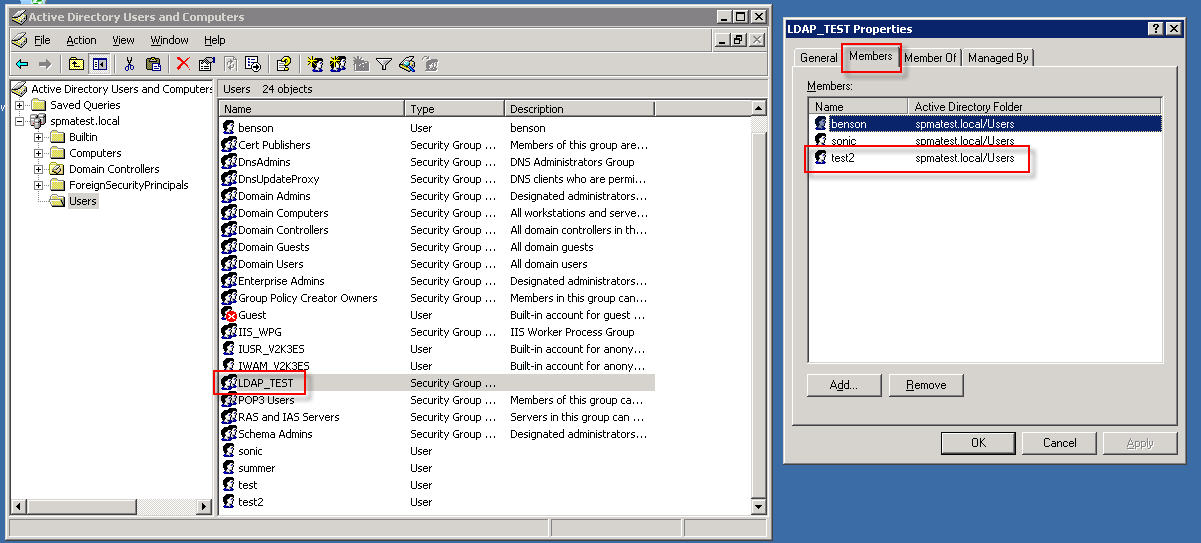 Active Directory Users and Computers
File Action View Window Help
Active Directory Users and Computers
Saved Queries
spmatest.local
Builtin
Computers
Domain Controllers
ForeignSecurityPrincipals
Users
Users 24 objects
Name Type Description
benson User benson
Cert Publishers Security Group ... Members of this group are...
DnsAdmins Security Group ... DNS Administrators Group
DnsUpdateProxy Security Group ... DNS clients who are permi...
Domain Admins Security Group ... Designated administrators...
Domain Computers Security Group ... All workstations and serve...
Domain Controllers Security Group ... All domain controllers in th...
Domain Guests Security Group ... All domain guests
Domain Users Security Group ... All domain users
Enterprise Admins Security Group ... Designated administrators...
Group Policy Creator Owners Security Group ... Members in this group can...
Guest User Built-in account for guest ...
IIS_WPG Security Group ... IIS Worker Process Group
IUSR_V2K3ES User Built-in account for anony...
IWAM_V2K3ES User Built-in account for anony...
LDAP_TEST Security Group ...
POP3 Users Security Group ... Members of this group ca...
RAS and IAS Servers Security Group ... Servers in this group can ...
Schema Admins Security Group ... Designated administrators...
sonic User
summer User
test User
test2 User
LDAP_TEST Properties
General Members Member Of Managed By
Members:
Name Active Directory Folder
benson spmatest.local/Users
sonic spmatest.local/Users
test2 spmatest.local/Users
Add... Remove
OK Cancel Apply